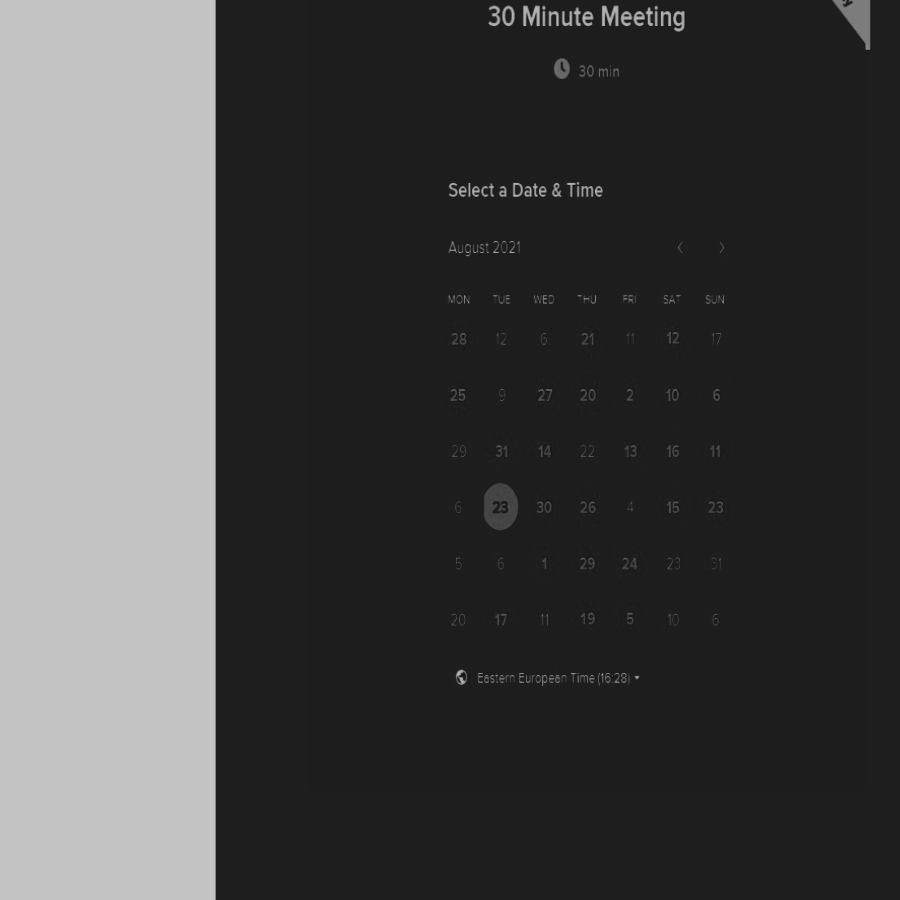 30 Minute Meeting
30 min
Select a Date & Time
August 2021
MON TUE WED THU FRI SAT SUN
28 12 6 21 11 12 17
25 9 27 20 2 10 6
29 31 14 22 13 16 11
6 23 30 26 4 15 23
5 6 1 29 24 23 31
20 17 11 19 5 10 6
Eastern European Time (16:28)